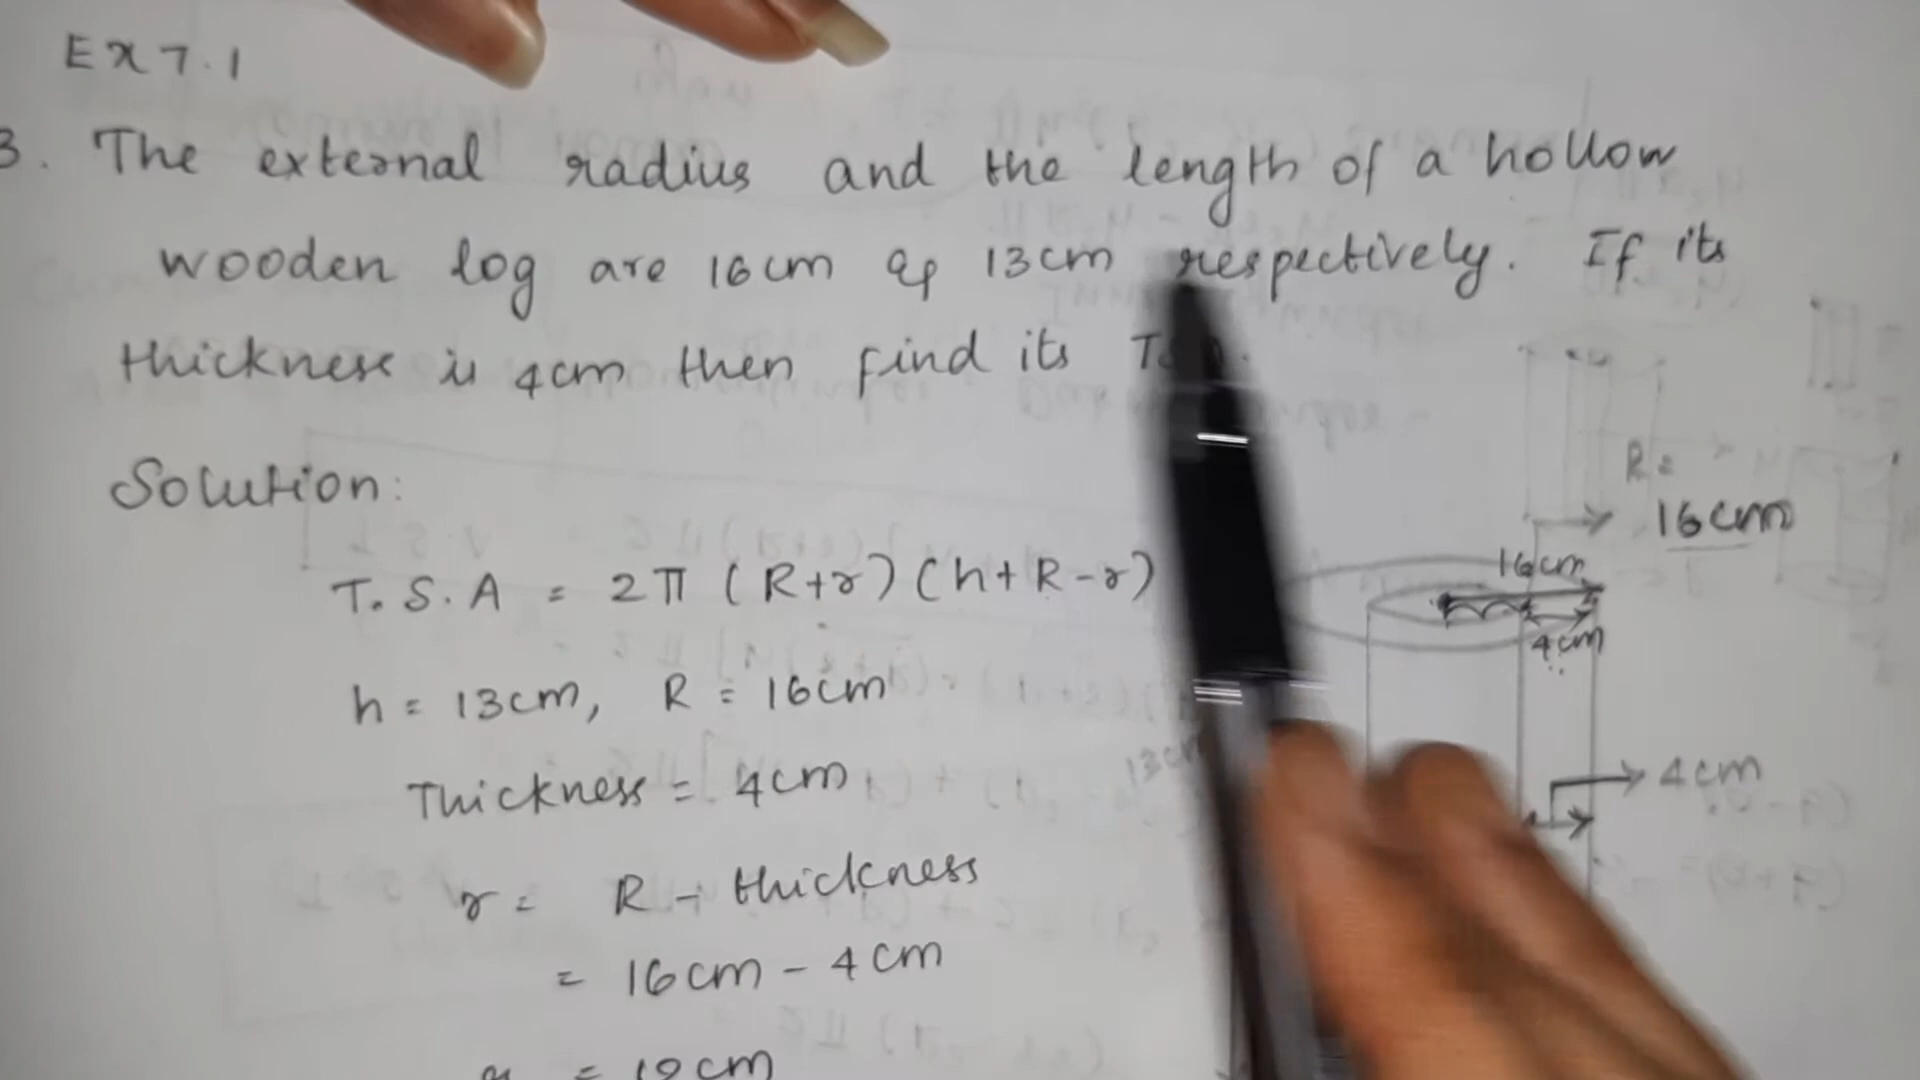 Ex 7.1
3. The external radius and the length of a hollow
wooden log are 16cm & 13cm respectively. If its
thickness is 4cm then find its
Solution:
T.S.A = 2π (R+r) (h+R-r)
h = 13cm, R = 16cm
Thickness = 4cm
r = R - thickness
= 16cm - 4cm
R =
16cm
16cm
4cm
4cm